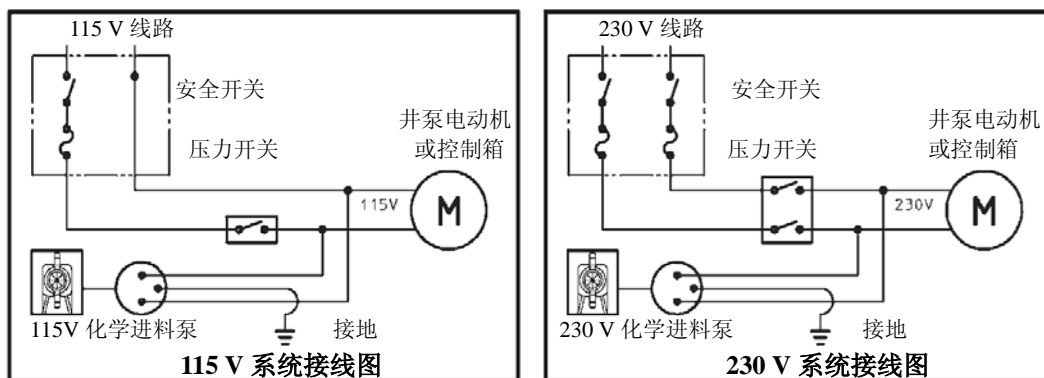 115 V 线路
安全开关
井泵电动机
压力开关
或控制箱
115V
M
115V 化学进料泵
接地
115 V 系统接线图
230 V 线路
安全开关
井泵电动机
压力开关
或控制箱
230V
M
230 V 化学进料泵
接地
230 V 系统接线图